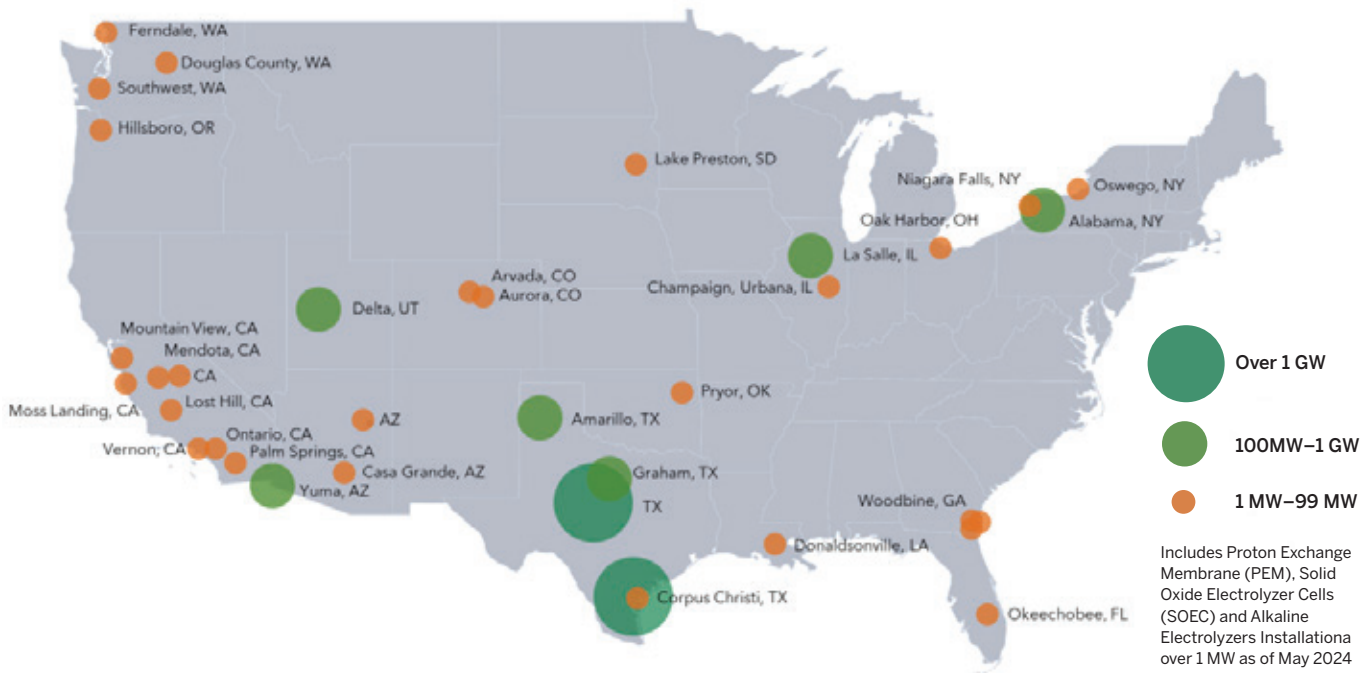 Ferndale, WA
Douglas County, WA
Southwest, WA
Hillsboro, OR
Lake Preston, SD
Niagara Falls, NY
Oswego, NY
Alabama, NY
Oak Harbor, OH
La Salle, IL
Champaign, Urbana, IL
Arvada, CO
Aurora, CO
Delta, UT
Mountain View, CA
Mendota, CA
CA
Moss Landing, CA
Lost Hill, CA
Vernon; CA
Ontario, CA
Palm Springs, CA
Yuma, AZ
AZ
Casa Grande, AZ
Pryor, OK
Amarillo, TX
Graham, TX
TX
Corpus Christi, TX
Donaldsonville, LA
Woodbine, GA
Okeechobee, FL
Over 1 GW
100MW–1 GW
1 MW–99 MW
Includes Proton Exchange
Membrane (PEM), Solid
Oxide Electrolyzer Cells
(SOEC) and Alkaline
Electrolyzers Installationa
over 1 MW as of May 2024